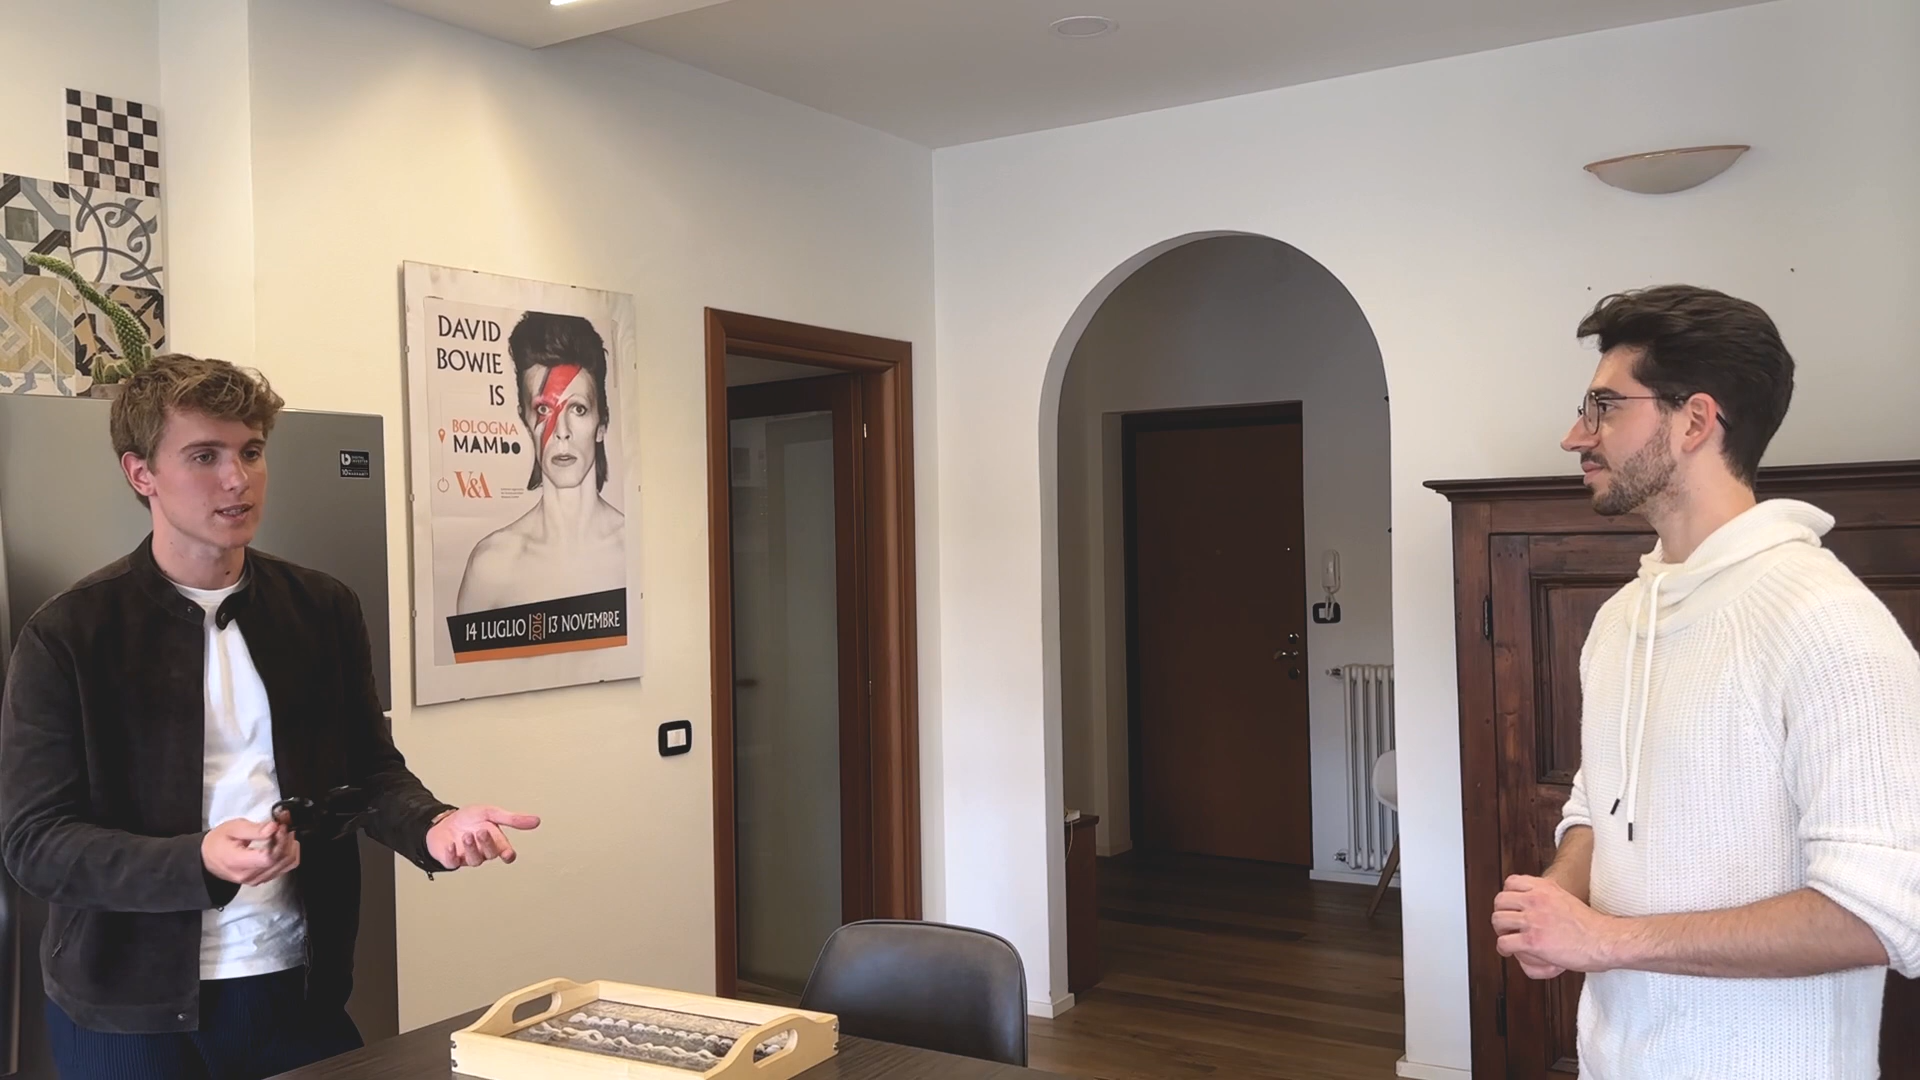 DAVID
BOWIE
IS
BOLOGNA
MAMbo
V&A
14 LUGLIO 2016 13 NOVEMBRE